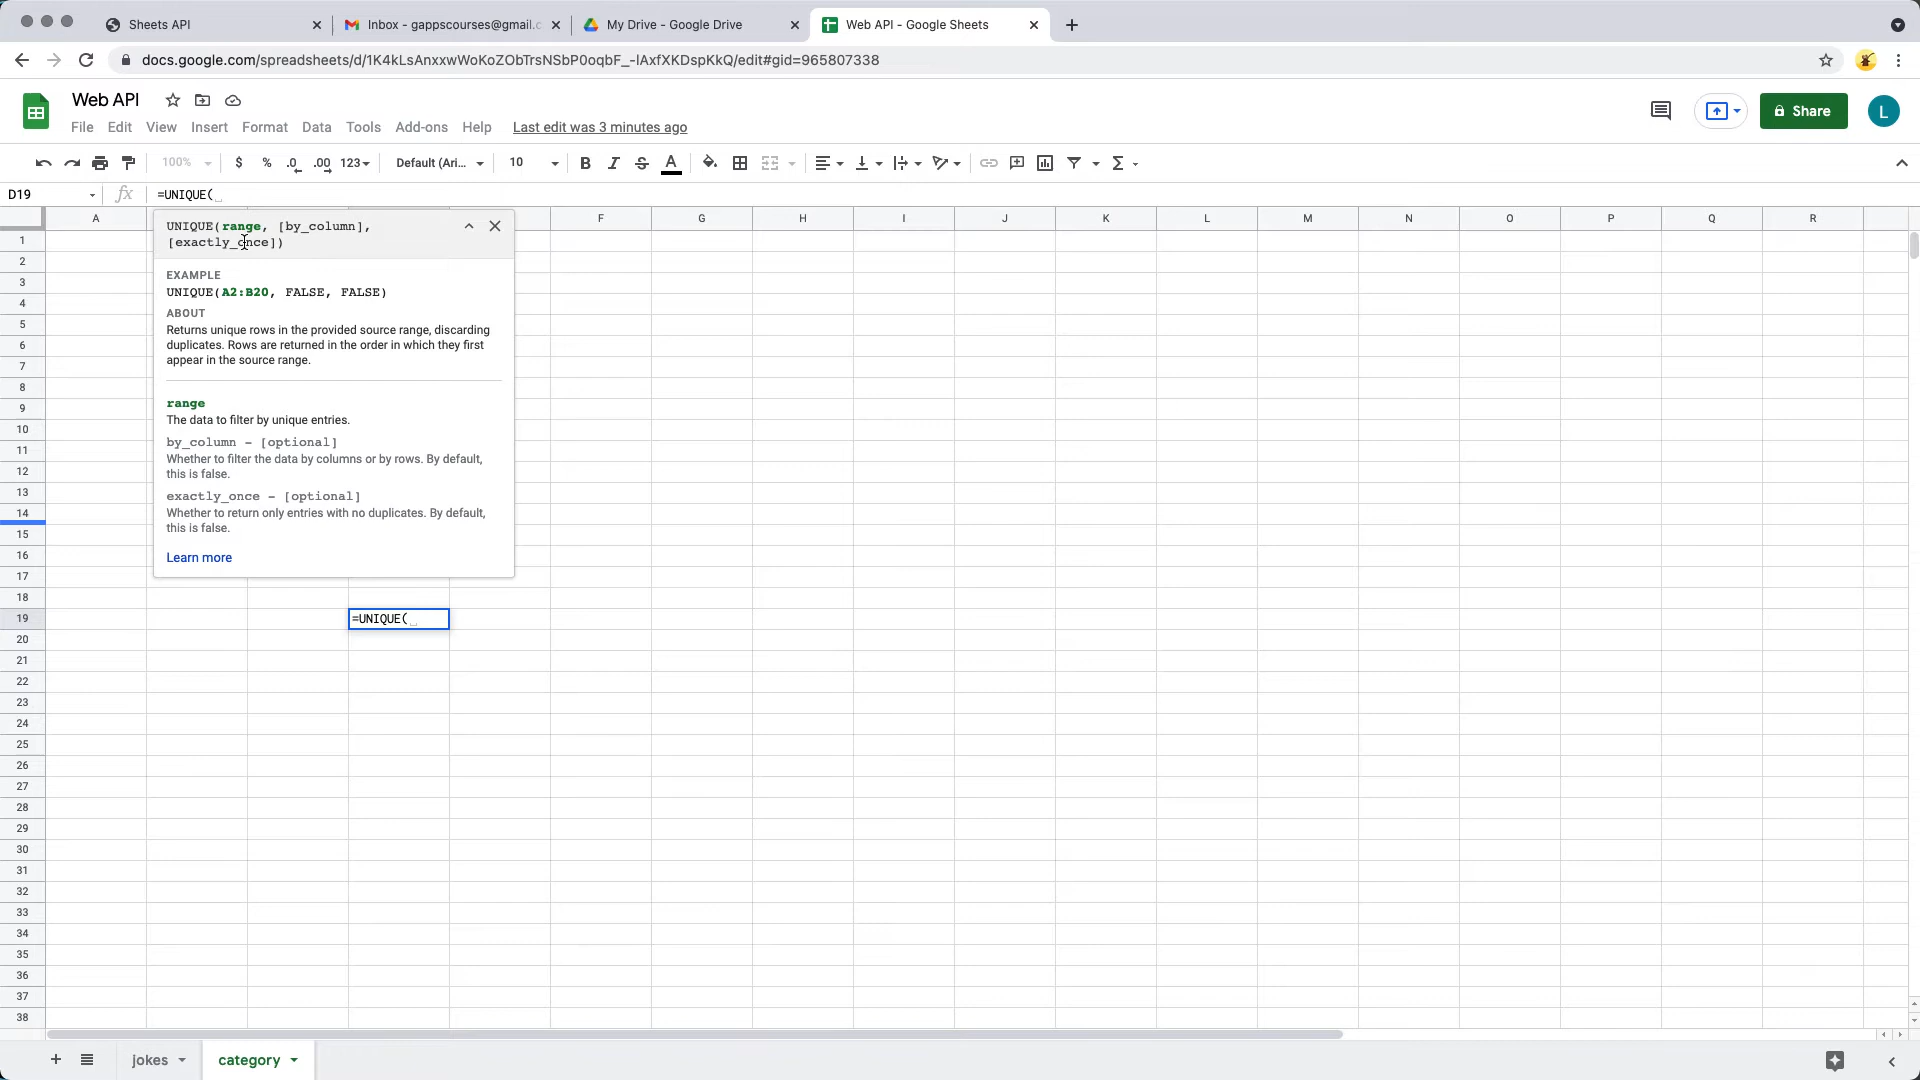 Sheets API
Inbox - gappscourses@gmail.c
My Drive - Google Drive
Web API - Google Sheets
docs.google.com/spreadsheets/d/1K4kLsAnxxwWoKoZObTrsNSbP0oqbF_-lAxfXKDspKkQ/edit#gid=965807338
Web API
File Edit View Insert Format Data Tools Add-ons Help Last edit was 3 minutes ago
Share
L
100% $ % .0 .00 123 Default (Ari... 10 B I S A
D19 fx =UNIQUE(
A F G H I J K L M N O P Q R
UNIQUE(range, [by_column],
[exactly_once])
EXAMPLE
UNIQUE(A2:B20, FALSE, FALSE)
ABOUT
Returns unique rows in the provided source range, discarding
duplicates. Rows are returned in the order in which they first
appear in the source range.
range
The data to filter by unique entries.
by_column - [optional]
Whether to filter the data by columns or by rows. By default,
this is false.
exactly_once - [optional]
Whether to return only entries with no duplicates. By default,
this is false.
Learn more
1
2
3
4
5
6
7
8
9
10
11
12
13
14
15
16
17
18
19 =UNIQUE(
20
21
22
23
24
25
26
27
28
29
30
31
32
33
34
35
36
37
38
jokes category